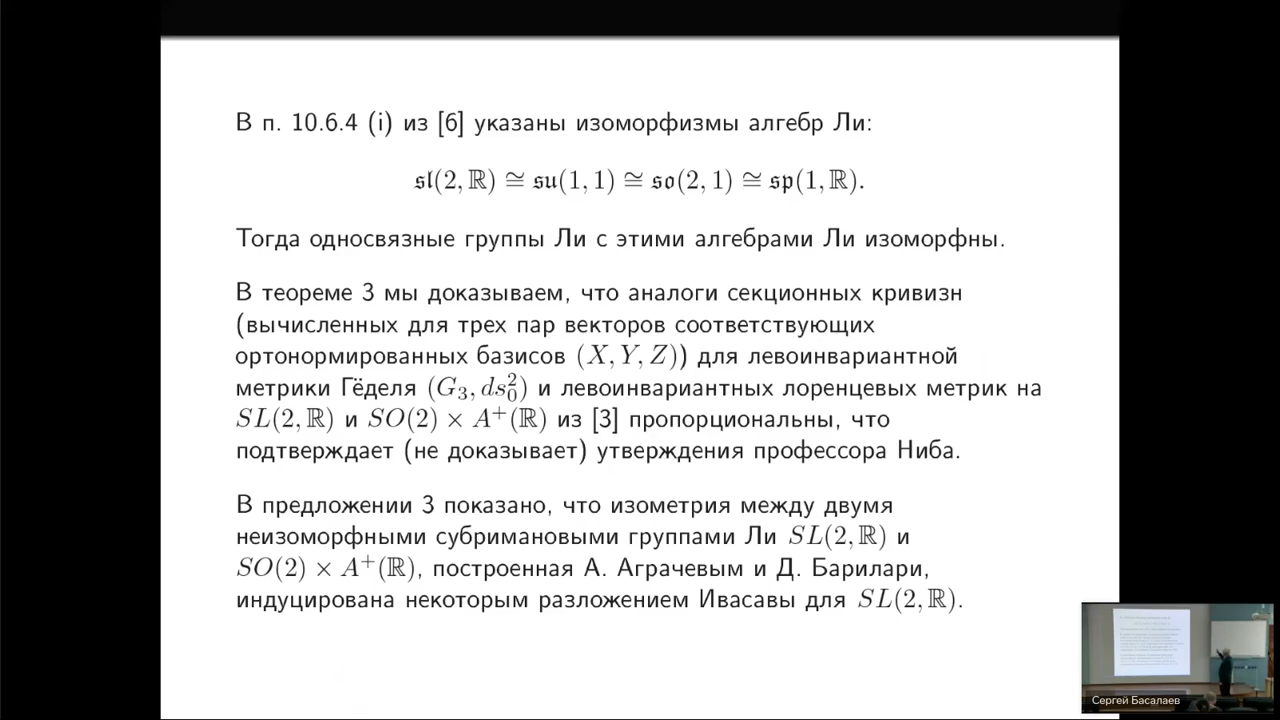 В п. 10.6.4 (i) из [6] указаны изоморфизмы алгебр Ли:
𝔰𝔩(2, ℝ) ≅ 𝔰𝔲(1, 1) ≅ 𝔰𝔬(2, 1) ≅ 𝔰𝔭(1, ℝ).
Тогда односвязные группы Ли с этими алгебрами Ли изоморфны.
В теореме 3 мы доказываем, что аналоги секционных кривизн
(вычисленных для трех пар векторов соответствующих
ортонормированных базисов (X, Y, Z)) для левоинвариантной
метрики Гёделя (G₃, ds₀²) и левоинвариантных лоренцевых метрик на
SL(2, ℝ) и SO(2) × A⁺(ℝ) из [3] пропорциональны, что
подтверждает (не доказывает) утверждения профессора Ниба.
В предложении 3 показано, что изометрия между двумя
неизоморфными субримановыми группами Ли SL(2, ℝ) и
SO(2) × A⁺(ℝ), построенная А. Аграчевым и Д. Барилари,
индуцирована некоторым разложением Ивасавы для SL(2, ℝ).
Сергей Басалаев